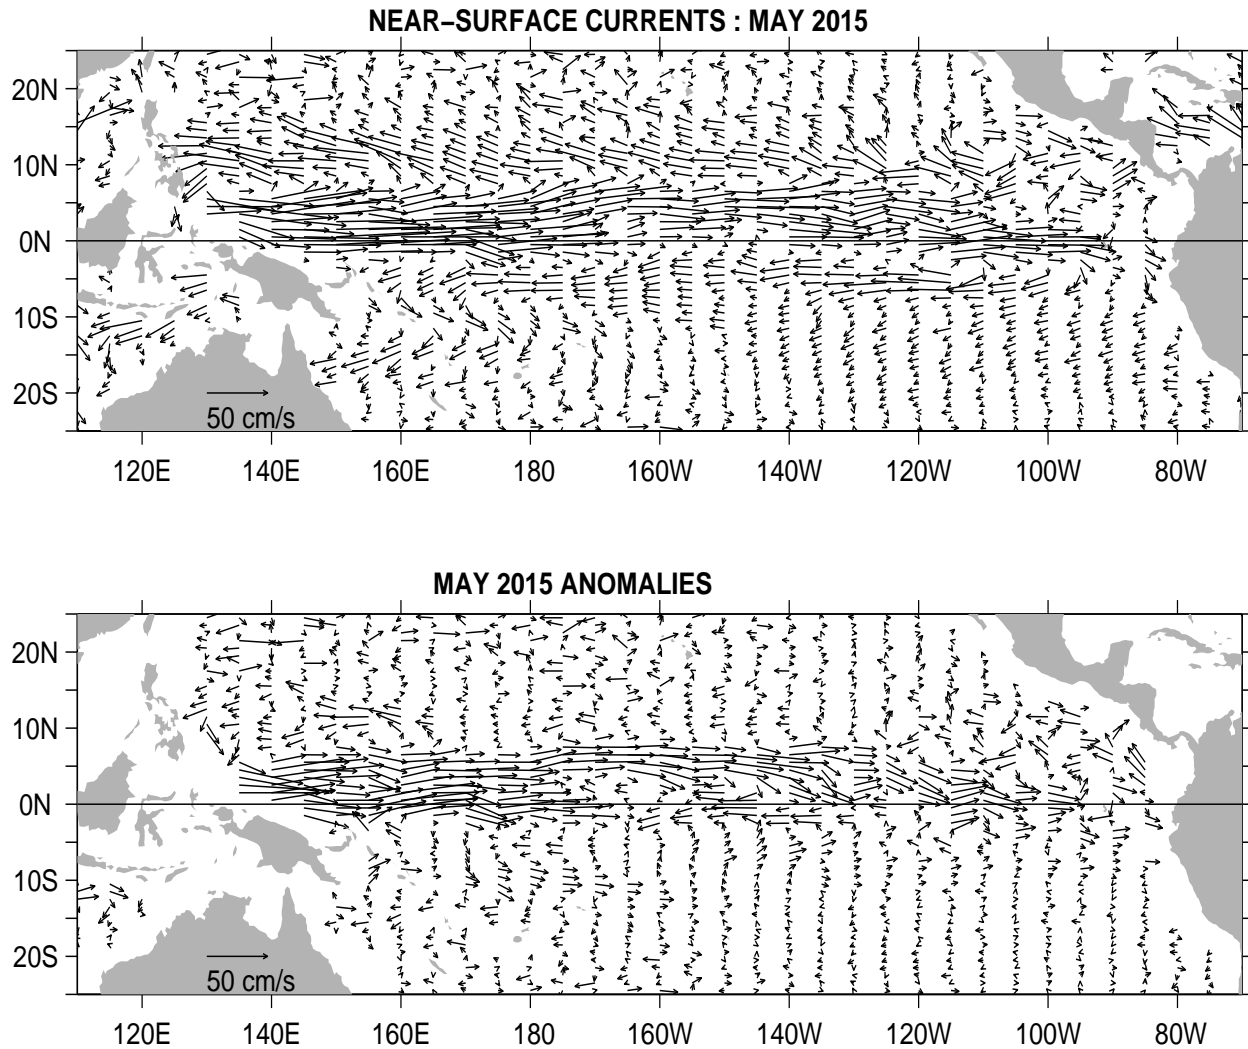 NEAR−SURFACE CURRENTS : MAY 2015
20N
10N
0N
10S
20S
50 cm/s
120E 140E 160E 180 160W 140W 120W 100W 80W
MAY 2015 ANOMALIES
20N
10N
0N
10S
20S
50 cm/s
120E 140E 160E 180 160W 140W 120W 100W 80W